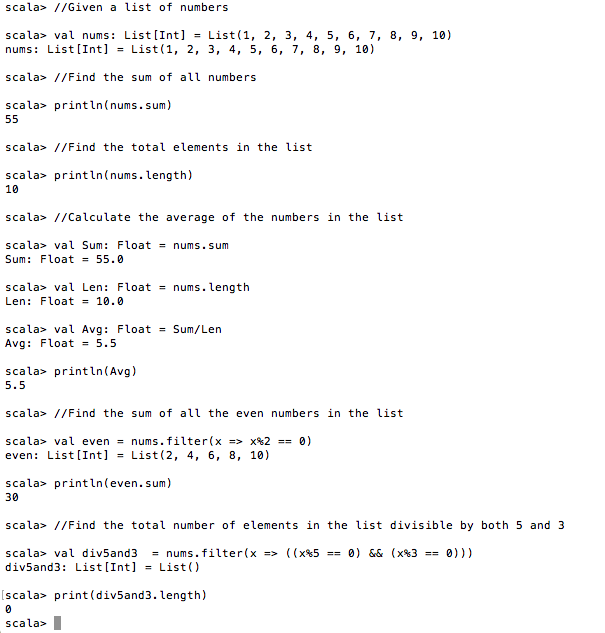 scala> //Given a list of numbers
scala> val nums: List[Int] = List(1, 2, 3, 4, 5, 6, 7, 8, 9, 10)
nums: List[Int] = List(1, 2, 3, 4, 5, 6, 7, 8, 9, 10)
scala> //Find the sum of all numbers
scala> println(nums.sum)
55
scala> //Find the total elements in the list
scala> println(nums.length)
10
scala> //Calculate the average of the numbers in the list
scala> val Sum: Float = nums.sum
Sum: Float = 55.0
scala> val Len: Float = nums.length
Len: Float = 10.0
scala> val Avg: Float = Sum/Len
Avg: Float = 5.5
scala> println(Avg)
5.5
scala> //Find the sum of all the even numbers in the list
scala> val even = nums.filter(x => x%2 == 0)
even: List[Int] = List(2, 4, 6, 8, 10)
scala> println(even.sum)
30
scala> //Find the total number of elements in the list divisible by both 5 and 3
scala> val div5and3  = nums.filter(x => ((x%5 == 0) && (x%3 == 0)))
div5and3: List[Int] = List()
[scala> print(div5and3.length)
0
scala>